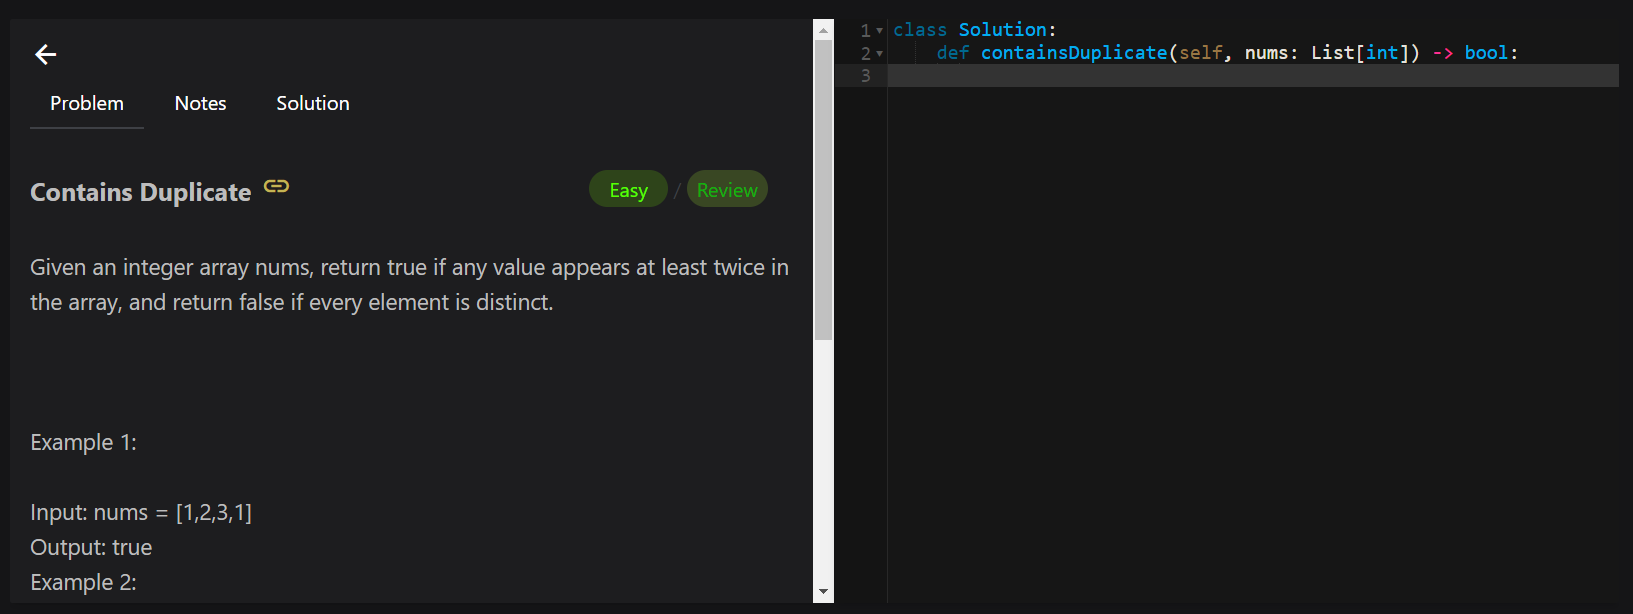 Problem Notes Solution
Contains Duplicate
Easy / Review
Given an integer array nums, return true if any value appears at least twice in
the array, and return false if every element is distinct.
Example 1:
Input: nums = [1,2,3,1]
Output: true
Example 2:
1 class Solution:
2     def containsDuplicate(self, nums: List[int]) -> bool:
3